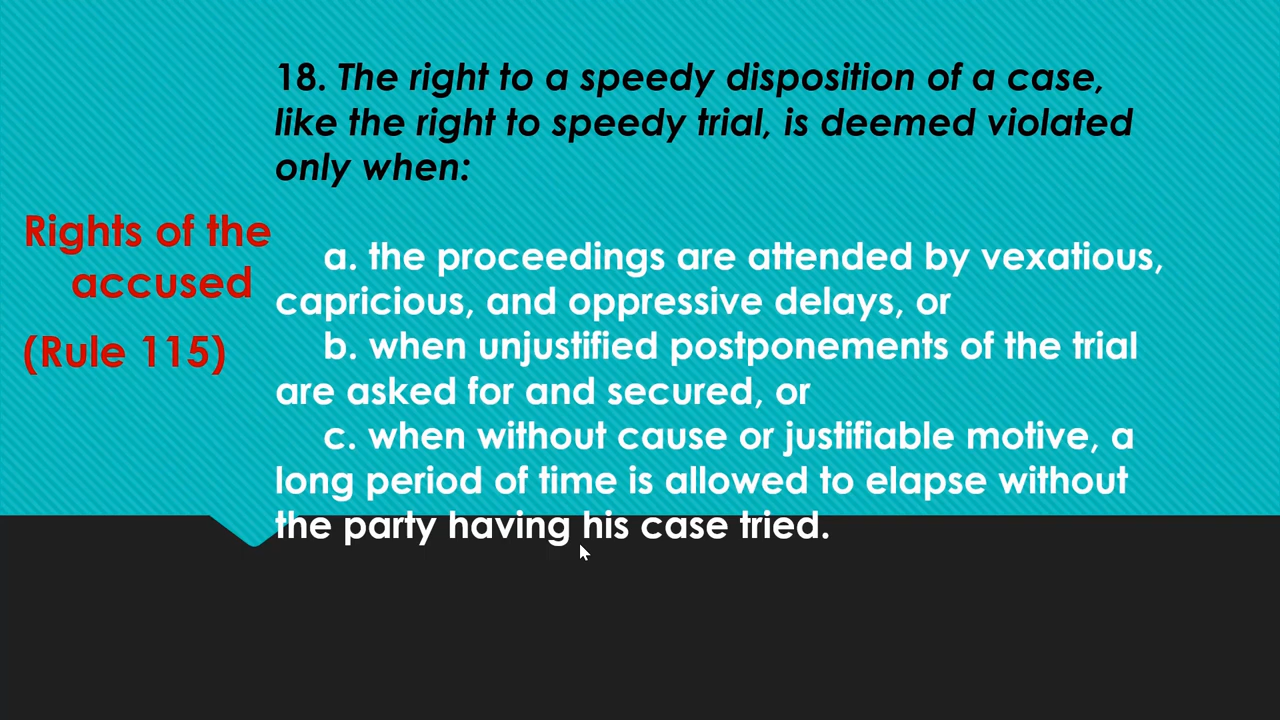 Rights of the
accused
(Rule 115)
18. The right to a speedy disposition of a case,
like the right to speedy trial, is deemed violated
only when:
a. the proceedings are attended by vexatious,
capricious, and oppressive delays, or
b. when unjustified postponements of the trial
are asked for and secured, or
c. when without cause or justifiable motive, a
long period of time is allowed to elapse without
the party having his case tried.